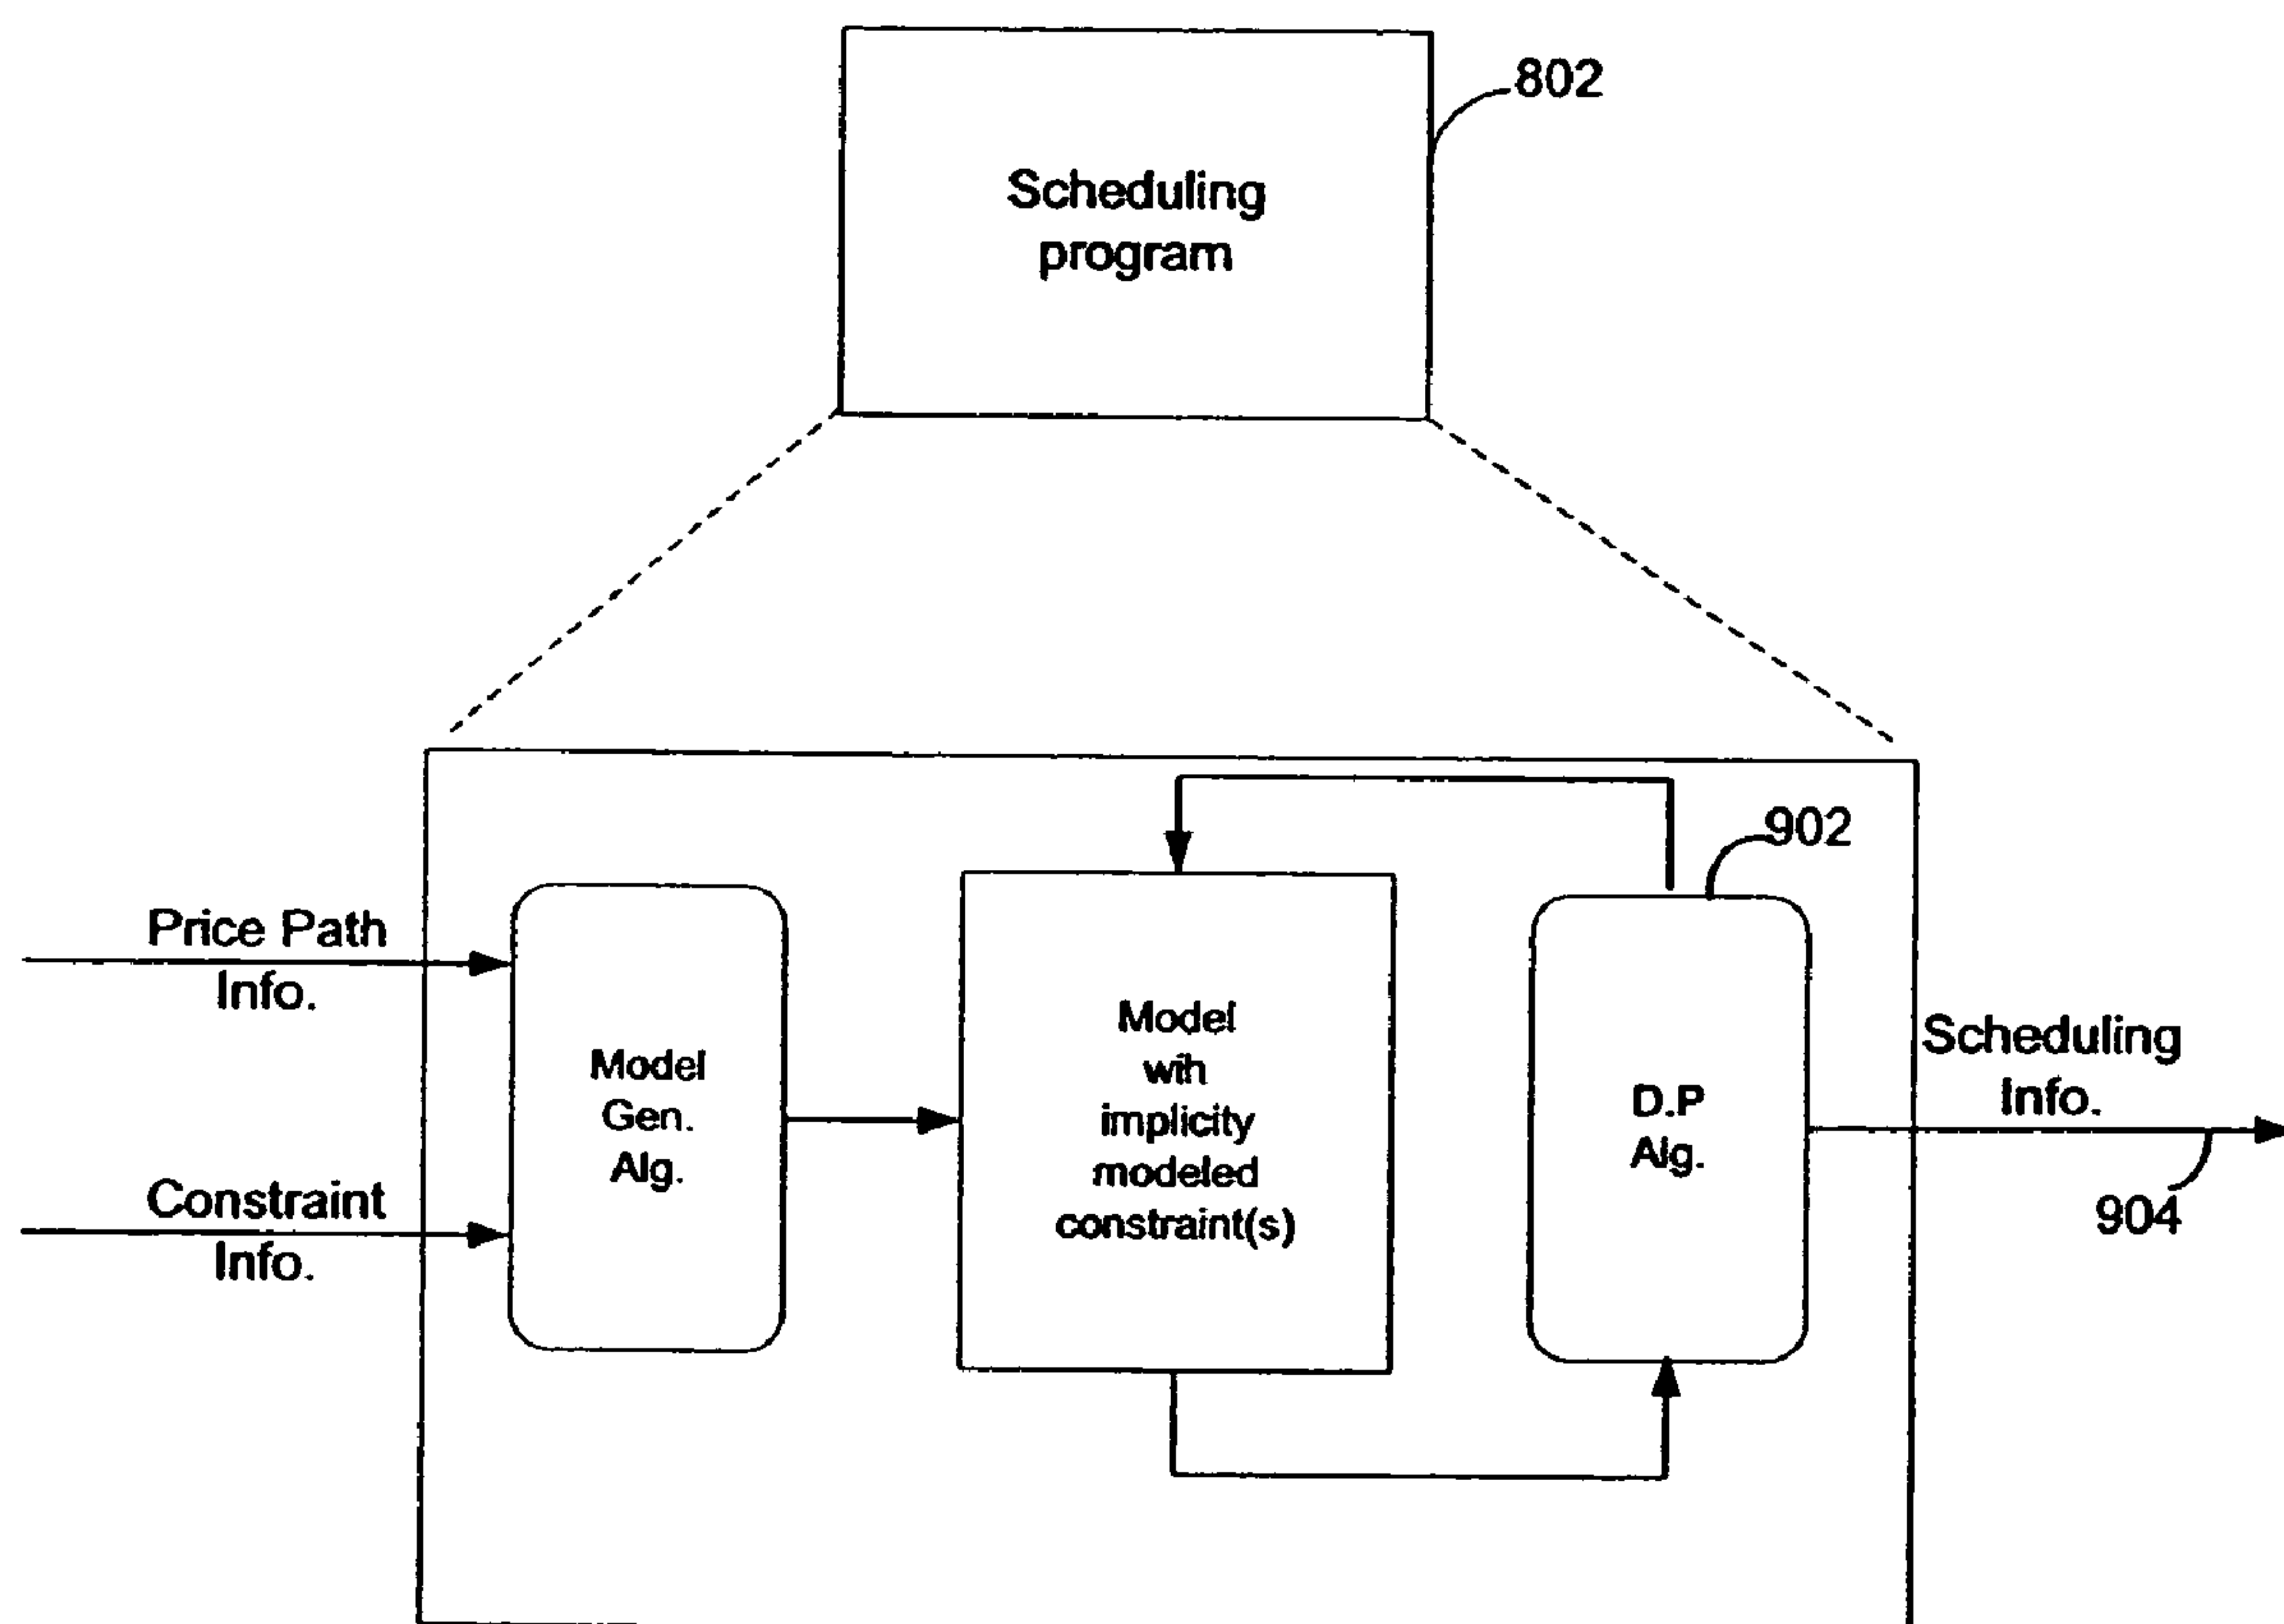 802
Scheduling
program
902
Price Path
Info.
Model
Gen.
Alg.
Model
wih
implicity
modeled
constraint(s)
D.P
Alg.
Scheduling
Info.
904
Constraint
Info.